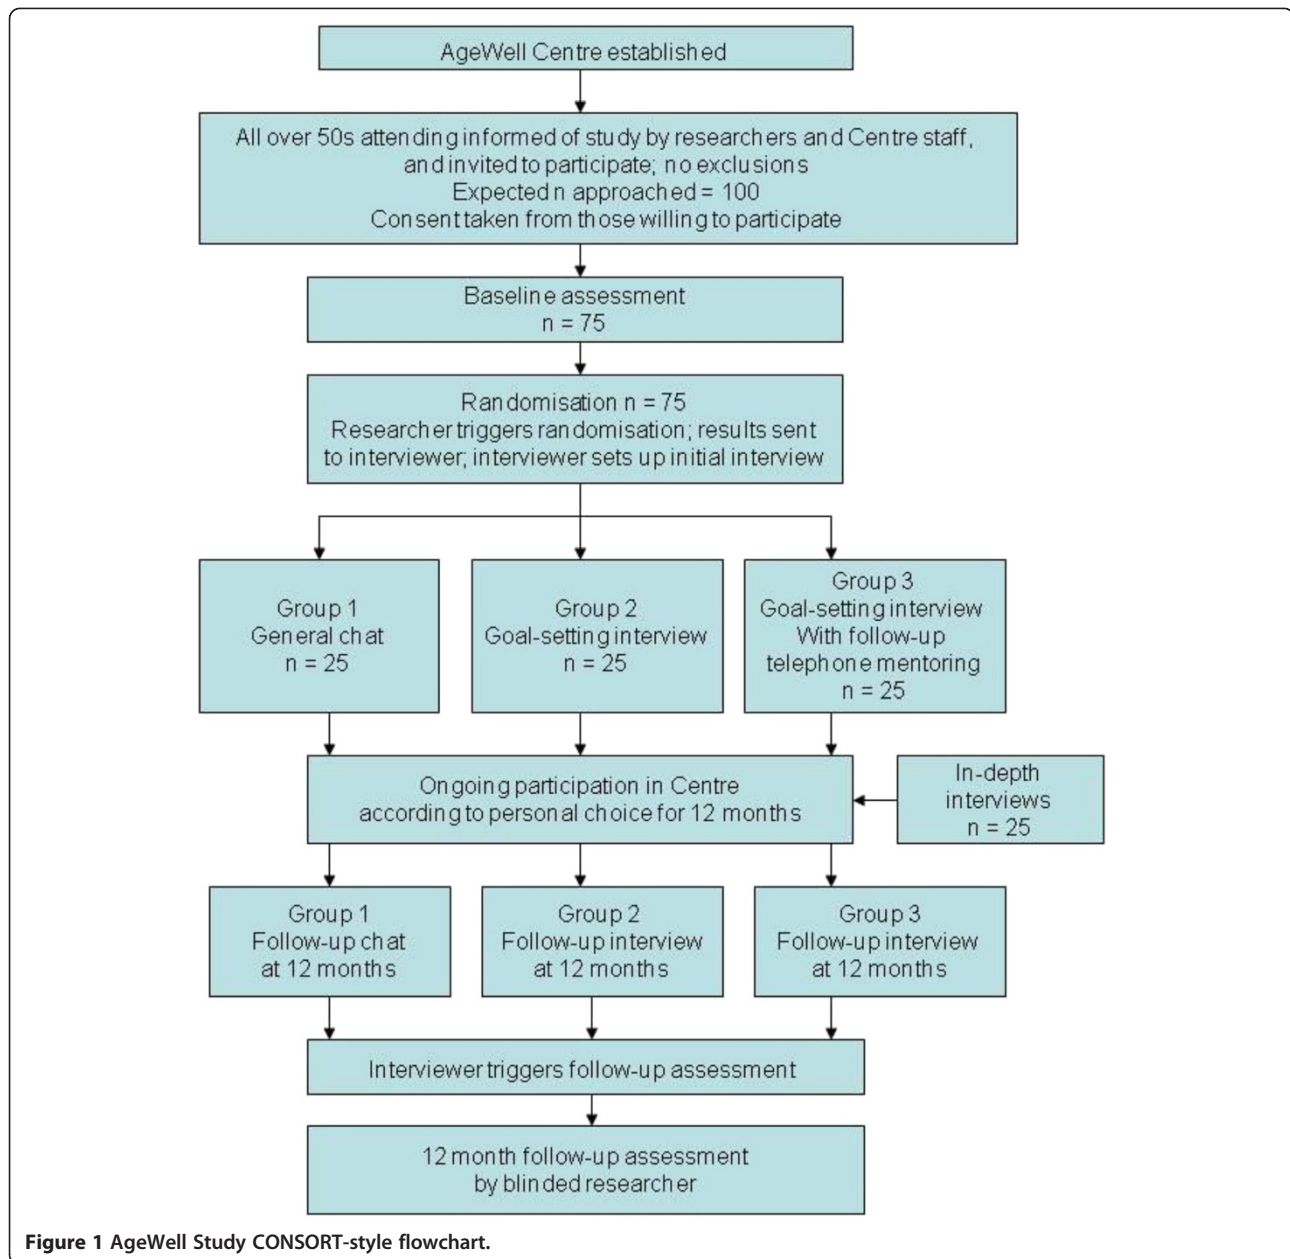 AgeWell Centre established
All over 50s attending informed of study by researchers and Centre staff,
and invited to participate; no exclusions
Expected n approached = 100
Consent taken from those willing to participate
Baseline assessment
n = 75
Randomisation n = 75
Researcher triggers randomisation; results sent
to interviewer; interviewer sets up initial interview
Group 1
General chat
n = 25
Group 2
Goal-setting interview
n = 25
Group 3
Goal-setting interview
With follow-up
telephone mentoring
n = 25
Ongoing participation in Centre
according to personal choice for 12 months
In-depth
interviews
n = 25
Group 1
Follow-up chat
at 12 months
Group 2
Follow-up interview
at 12 months
Group 3
Follow-up interview
at 12 months
Interviewer triggers follow-up assessment
12 month follow-up assessment
by blinded researcher
Figure 1 AgeWell Study CONSORT-style flowchart.